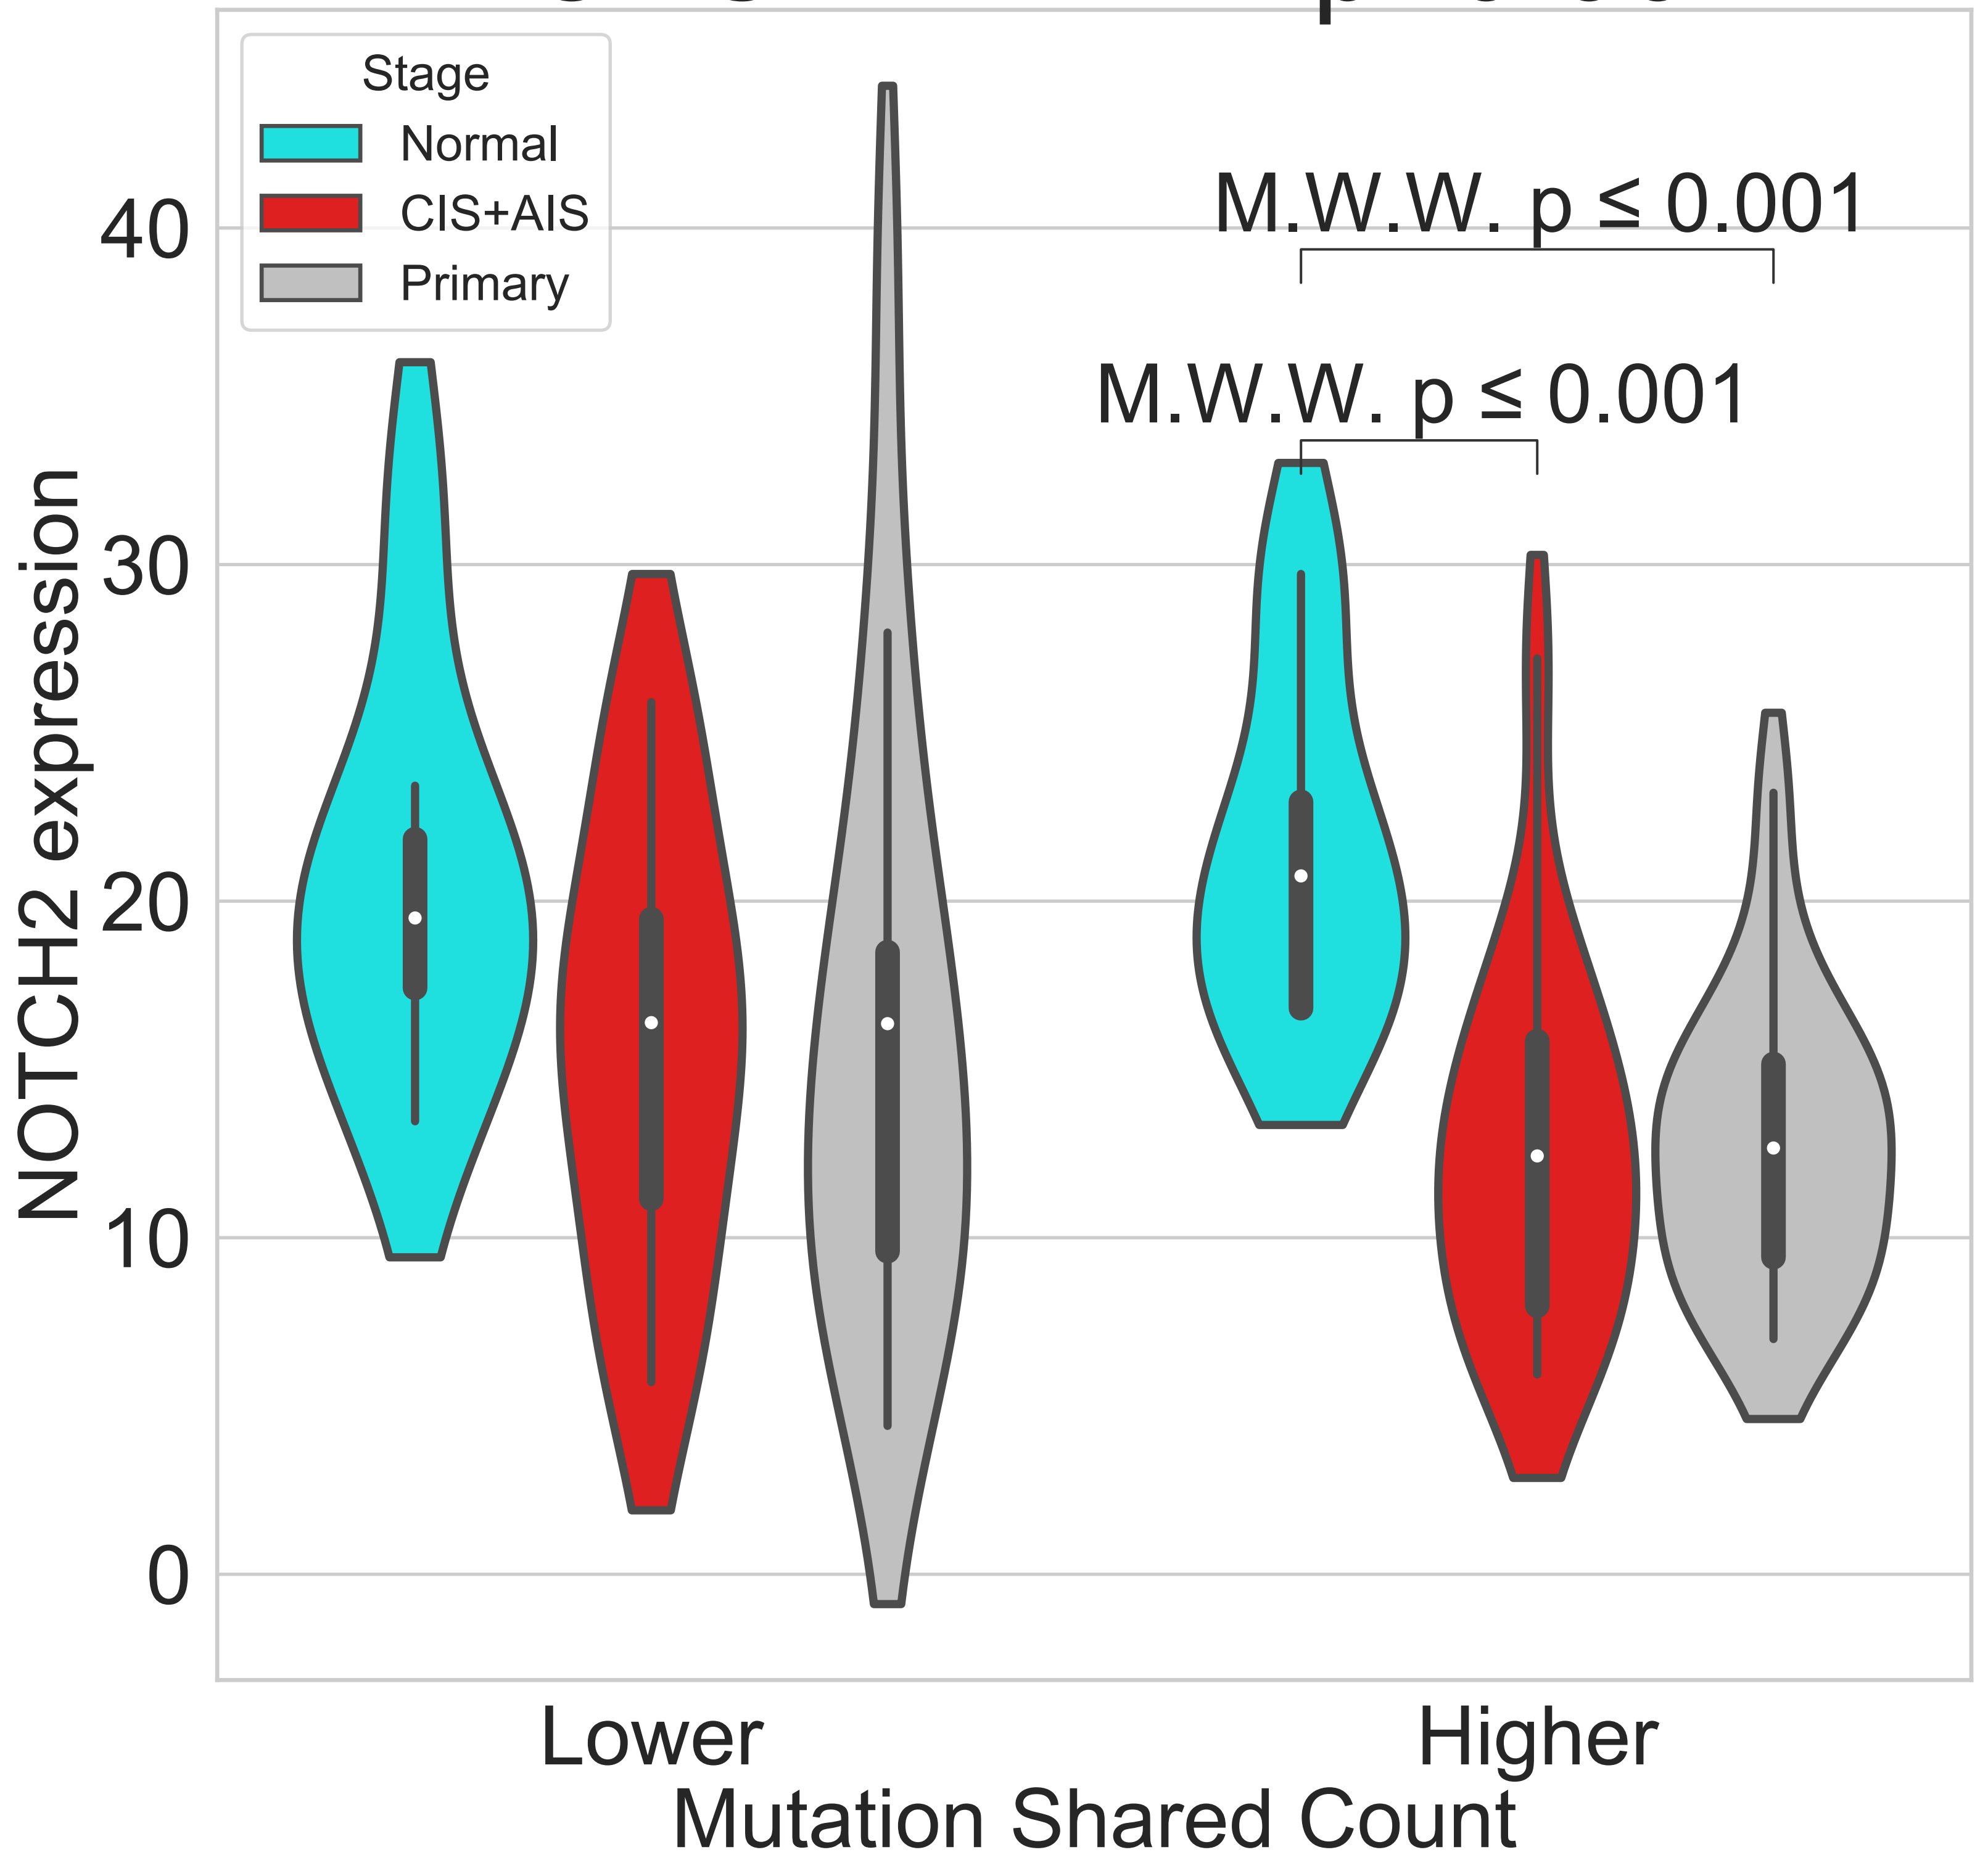 Stage
Normal
CIS+AIS
Primary
M.W.W. p ≤ 0.001
M.W.W. p ≤ 0.001
40
30
20
10
0
NOTCH2 expression
Lower
Higher
Mutation Shared Count